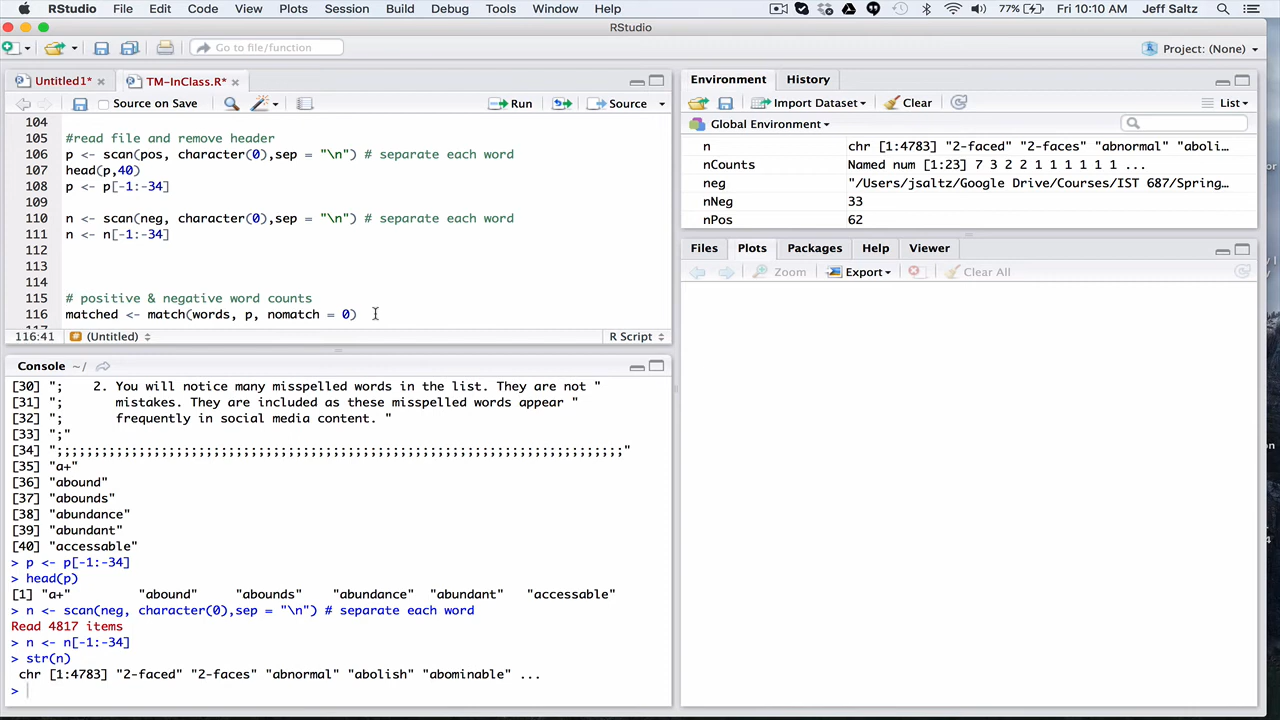 RStudio File Edit Code View Plots Session Build Debug Tools Window Help 77% Fri 10:10 AM Jeff Saltz
RStudio
Go to file/function Project: (None)
Untitled1* TM-InClass.R*
Source on Save Run Source
104
105 #read file and remove header
106 p <- scan(pos, character(0),sep = "\n") # separate each word
107 head(p,40)
108 p <- p[-1:-34]
109
110 n <- scan(neg, character(0),sep = "\n") # separate each word
111 n <- n[-1:-34]
112
113
114
115 # positive & negative word counts
116 matched <- match(words, p, nomatch = 0)
116:41 (Untitled) R Script
Console ~/
[30] "; 2. You will notice many misspelled words in the list. They are not "
[31] "; mistakes. They are included as these misspelled words appear "
[32] "; frequently in social media content. "
[33] ";"
[34] ";;;;;;;;;;;;;;;;;;;;;;;;;;;;;;;;;;;;;;;;;;;;;;;;;;;;;;;;;;;;;;;;;;;;;;;;;;;;;;"
[35] "a+"
[36] "abound"
[37] "abounds"
[38] "abundance"
[39] "abundant"
[40] "accessable"
> p <- p[-1:-34]
> head(p)
[1] "a+" "abound" "abounds" "abundance" "abundant" "accessable"
> n <- scan(neg, character(0),sep = "\n") # separate each word
Read 4817 items
> n <- n[-1:-34]
> str(n)
chr [1:4783] "2-faced" "2-faces" "abnormal" "abolish" "abominable" ...
>
Environment History
Import Dataset Clear List
Global Environment
n chr [1:4783] "2-faced" "2-faces" "abnormal" "aboli…
nCounts Named num [1:23] 7 3 2 2 1 1 1 1 1 1 ...
neg "/Users/jsaltz/Google Drive/Courses/IST 687/Spring…
nNeg 33
nPos 62
Files Plots Packages Help Viewer
Zoom Export Clear All